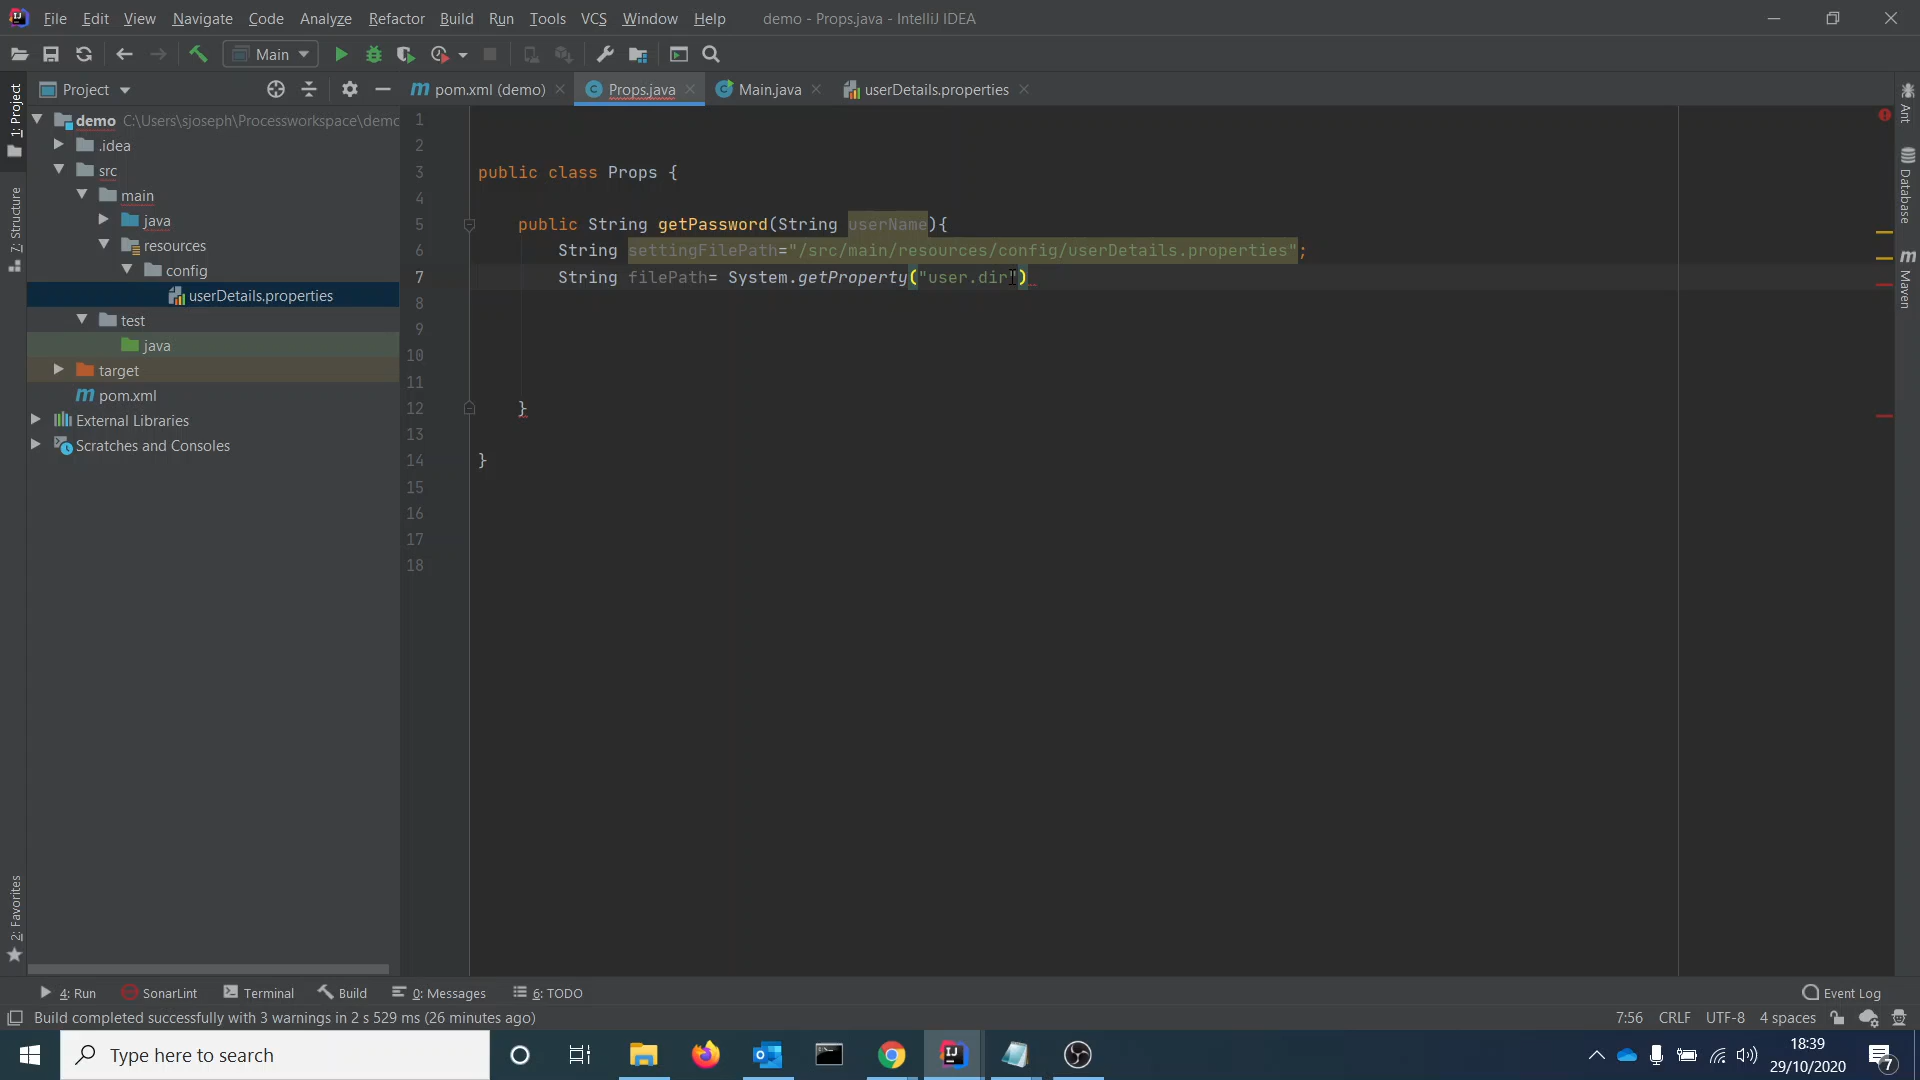 File Edit View Navigate Code Analyze Refactor Build Run Tools VCS Window Help demo - Props.java - IntelliJ IDEA
Main
Project pom.xml (demo) Props.java Main.java userDetails.properties
demo C:\Users\sjoseph\Processworkspace\demo
.idea
src
main
java
resources
config
userDetails.properties
test
java
target
pom.xml
External Libraries
Scratches and Consoles
1: Project
7: Structure
2: Favorites
1
2
3 public class Props {
4
5 public String getPassword(String userName){
6 String settingFilePath="/src/main/resources/config/userDetails.properties";
7 String filePath= System.getProperty("user.dir")
8
9
10
11
12 }
13
14 }
15
16
17
18
Ant
Database
Maven
4: Run SonarLint Terminal Build 0: Messages 6: TODO Event Log
Build completed successfully with 3 warnings in 2 s 529 ms (26 minutes ago) 7:56 CRLF UTF-8 4 spaces
Type here to search
18:39
29/10/2020
7